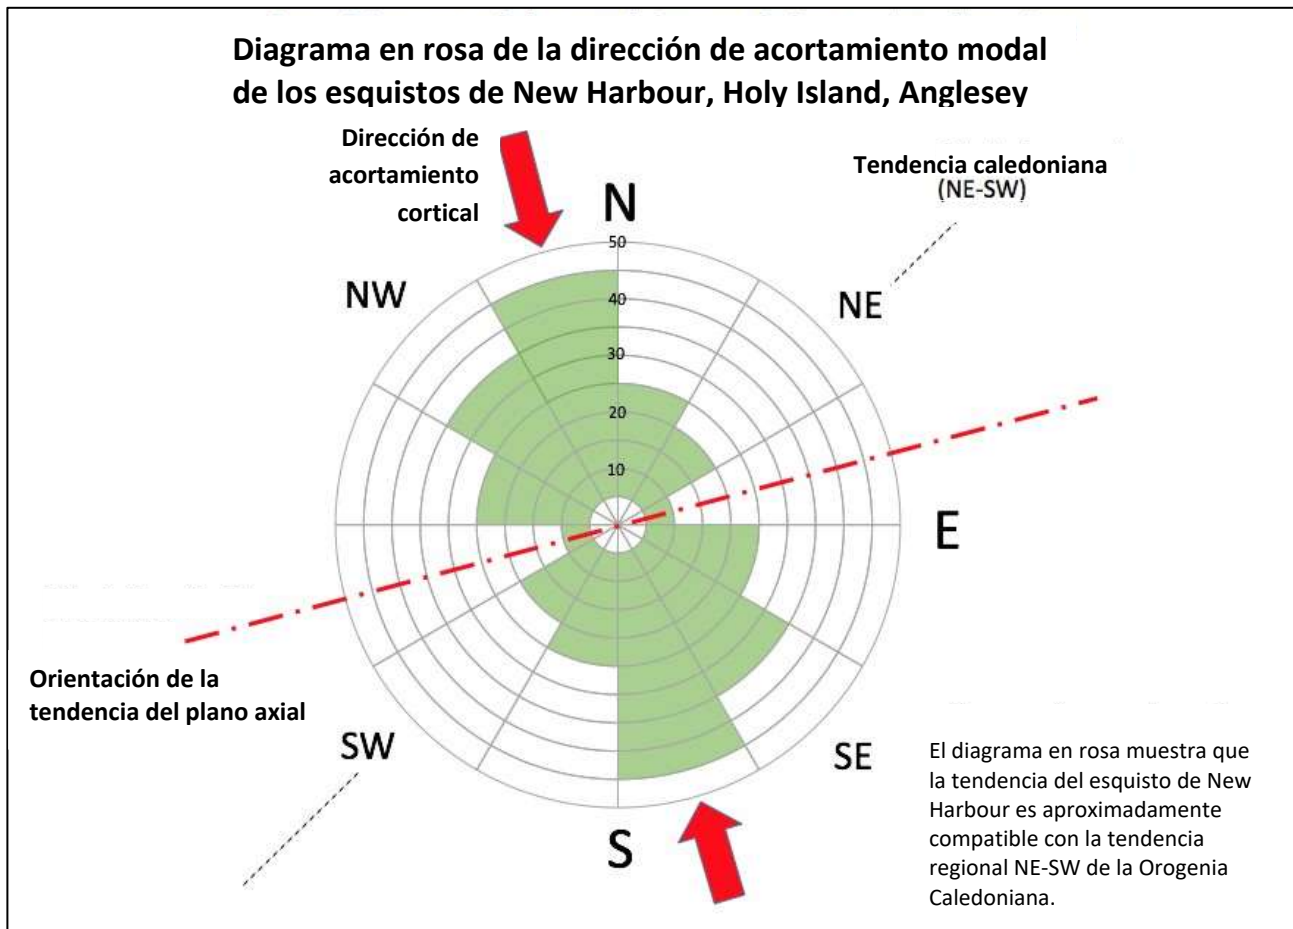 Diagrama en rosa de la dirección de acortamiento modal
de los esquistos de New Harbour, Holy Island, Anglesey
Dirección de
acortamiento
cortical
Tendencia caledoniana
(NE-SW)
N
50
NW
NE
40
30
20
10
E
Orientación de la
tendencia del plano axial
SW
SE
S
El diagrama en rosa muestra que
la tendencia del esquisto de New
Harbour es aproximadamente
compatible con la tendencia
regional NE-SW de la Orogenia
Caledoniana.